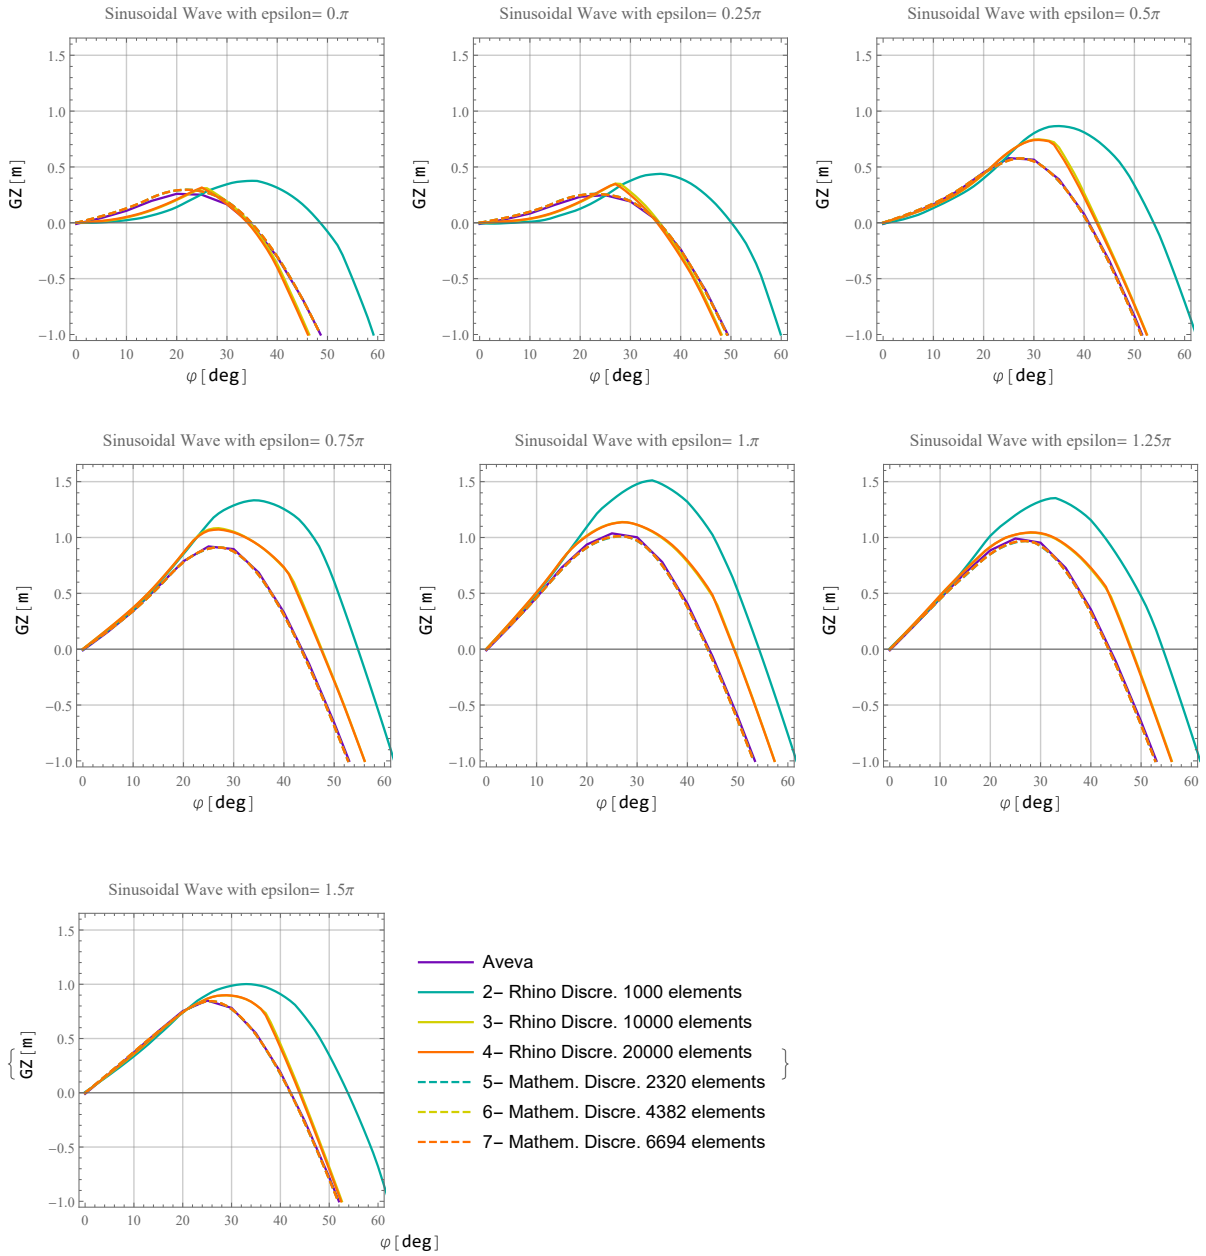 Sinusoidal Wave with epsilon= 0.π
Sinusoidal Wave with epsilon= 0.25π
Sinusoidal Wave with epsilon= 0.5π
1.5
1.0
0.5
0.0
−0.5
−1.0
GZ[m]
0 10 20 30 40 50 60
φ[deg]
1.5
1.0
0.5
0.0
−0.5
−1.0
GZ[m]
0 10 20 30 40 50 60
φ[deg]
1.5
1.0
0.5
0.0
−0.5
−1.0
GZ[m]
0 10 20 30 40 50 60
φ[deg]
Sinusoidal Wave with epsilon= 0.75π
Sinusoidal Wave with epsilon= 1.π
Sinusoidal Wave with epsilon= 1.25π
1.5
1.0
0.5
0.0
−0.5
−1.0
GZ[m]
0 10 20 30 40 50 60
φ[deg]
1.5
1.0
0.5
0.0
−0.5
−1.0
GZ[m]
0 10 20 30 40 50 60
φ[deg]
1.5
1.0
0.5
0.0
−0.5
−1.0
GZ[m]
0 10 20 30 40 50 60
φ[deg]
Sinusoidal Wave with epsilon= 1.5π
1.5
1.0
0.5
0.0
−0.5
−1.0
{ GZ[m]
0 10 20 30 40 50 60
φ[deg]
Aveva
2− Rhino Discre. 1000 elements
3− Rhino Discre. 10000 elements
4− Rhino Discre. 20000 elements
5− Mathem. Discre. 2320 elements
6− Mathem. Discre. 4382 elements
7− Mathem. Discre. 6694 elements
}